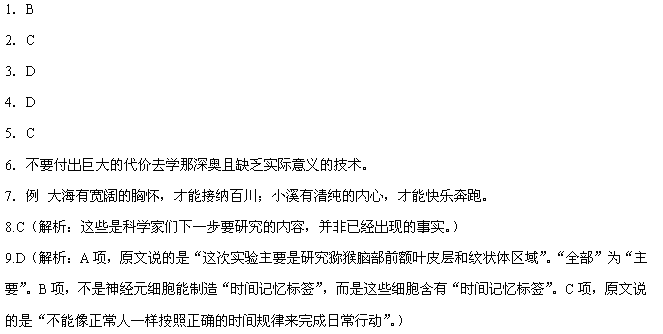 1. B
2. C
3. D
4. D
5. C
6. 不要付出巨大的代价去学那深奥且缺乏实际意义的技术。
7. 例 大海有宽阔的胸怀，才能接纳百川；小溪有清纯的内心，才能快乐奔跑。
8.C（解析：这些是科学家们下一步要研究的内容，并非已经出现的事实。）
9.D（解析：A 项，原文说的是“这次实验主要是研究猕猴脑部前额叶皮层和纹状体区域”。“全部”为“主
要”。B 项，不是神经元细胞能制造“时间记忆标签”，而是这些细胞含有“时间记忆标签”。C 项，原文说
的是“不能像正常人一样按照正确的时间规律来完成日常行动”。）